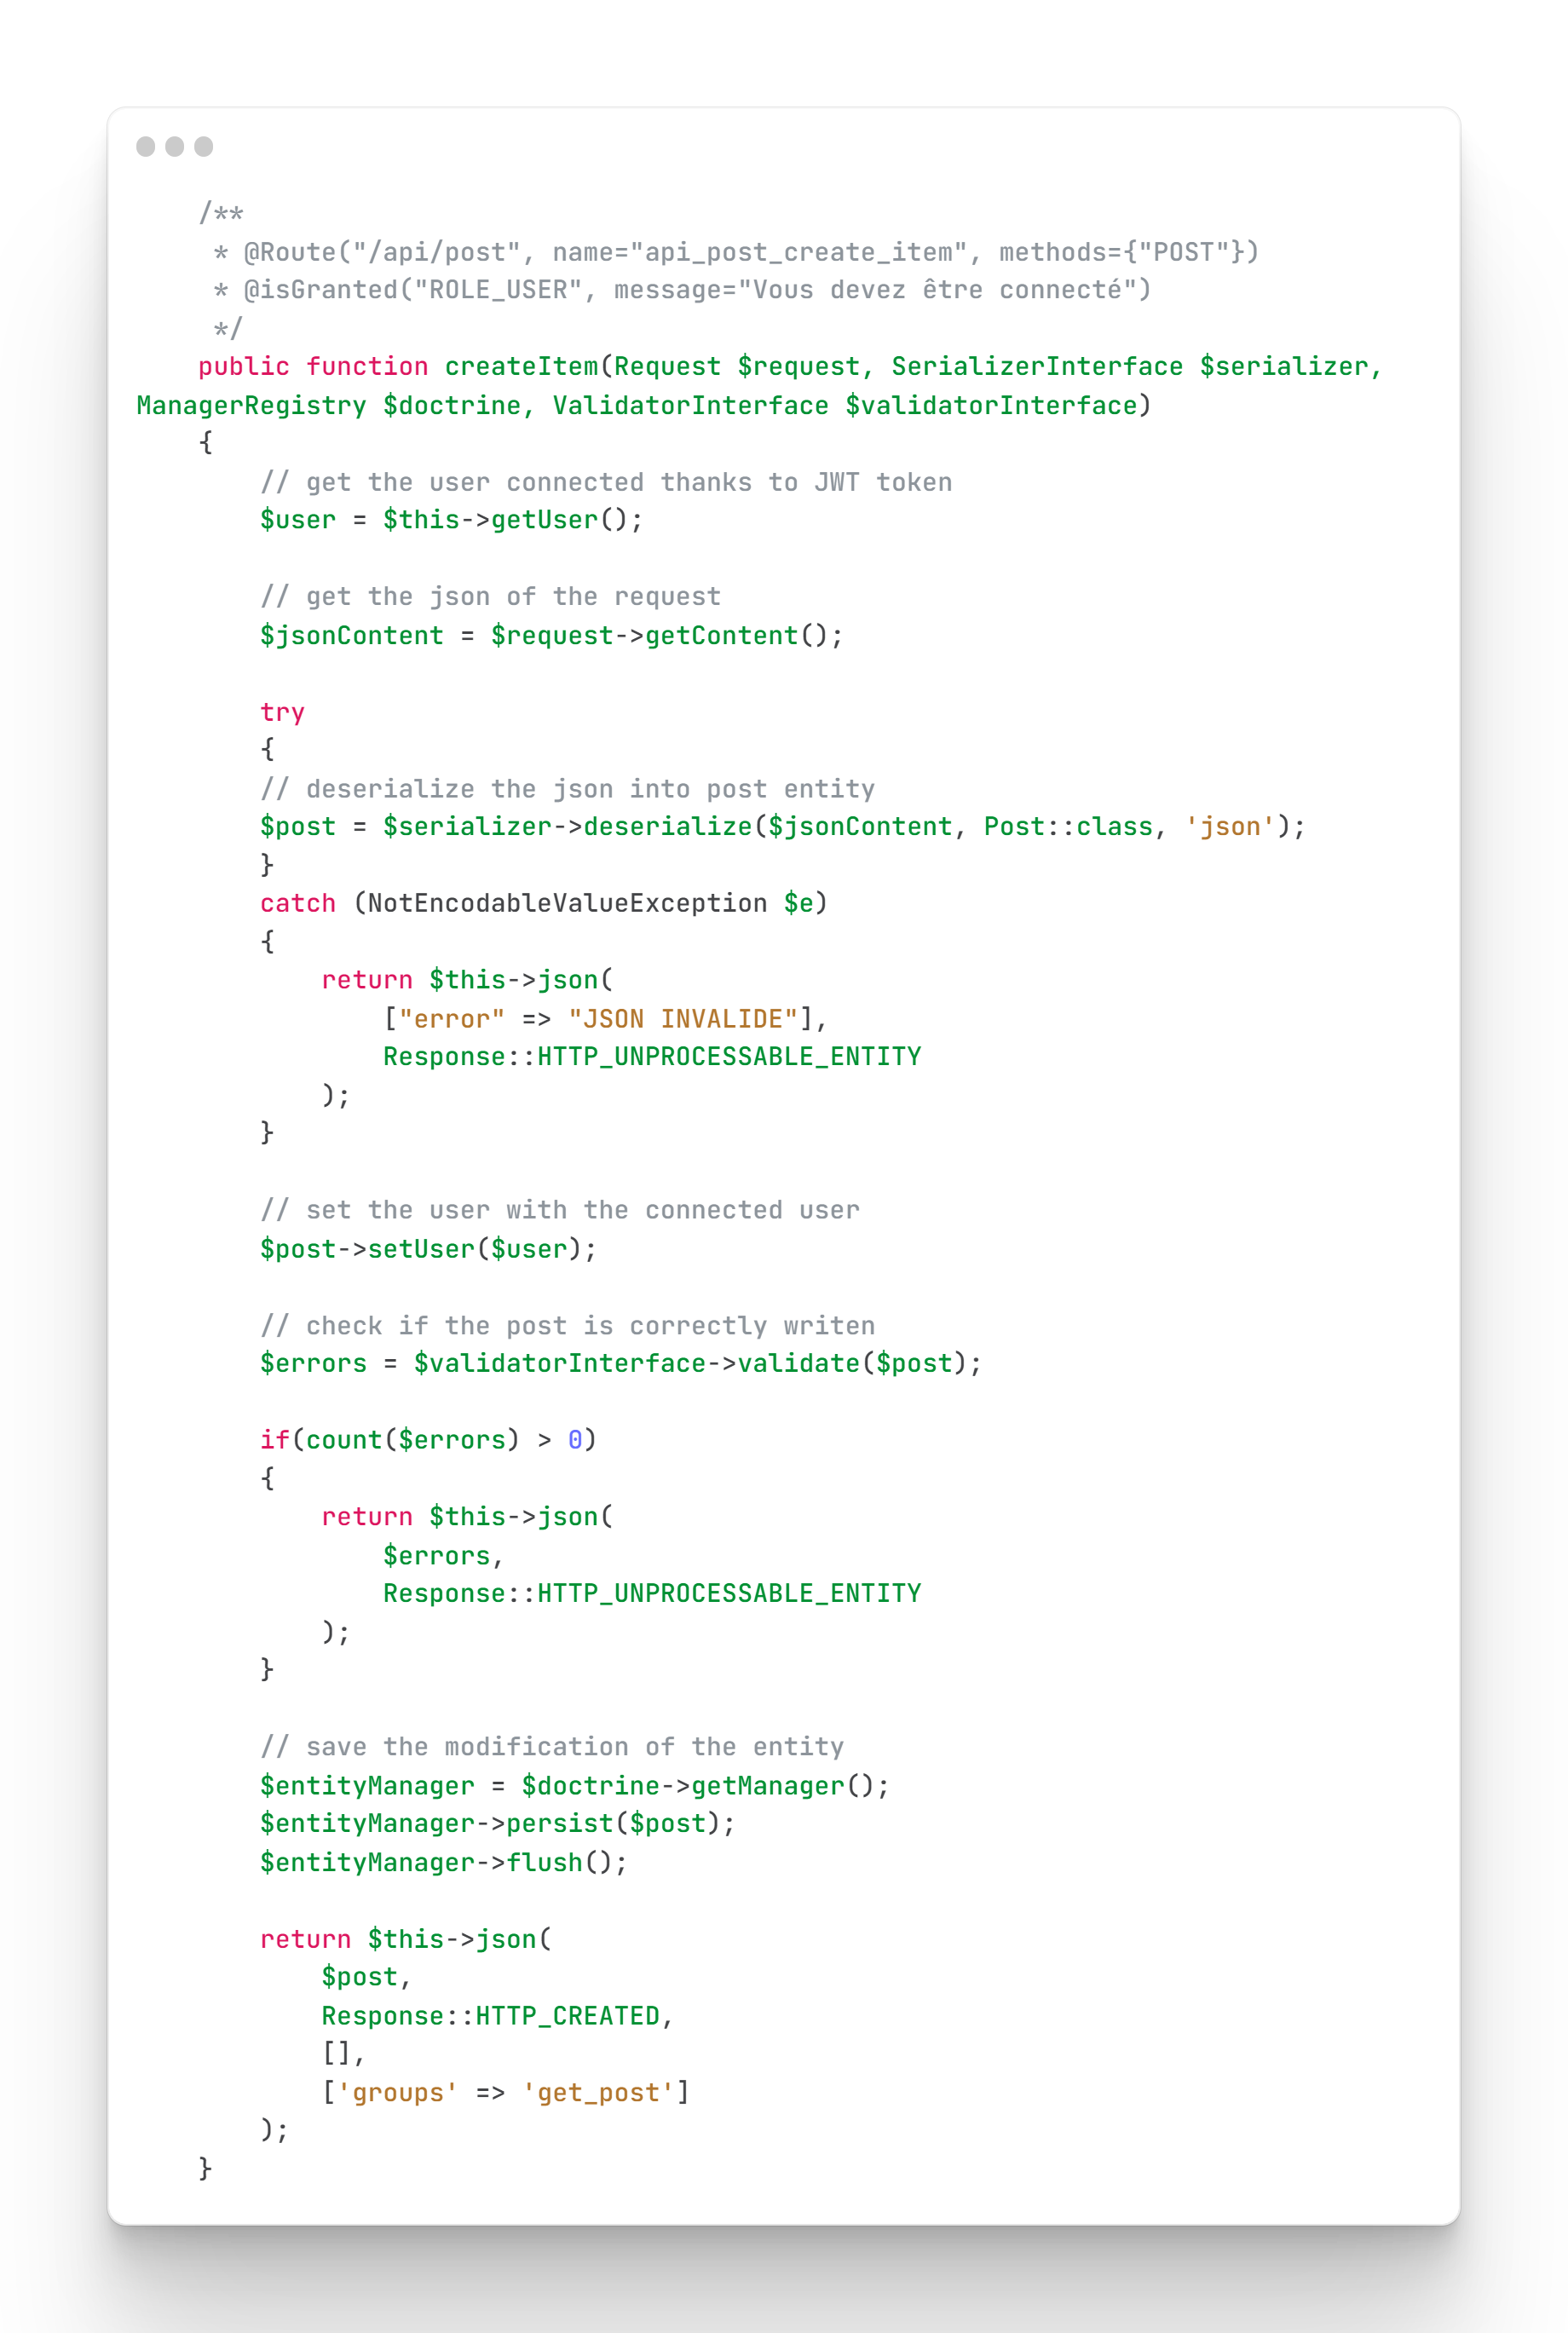 /**
 * @Route("/api/post", name="api_post_create_item", methods={"POST"})
 * @isGranted("ROLE_USER", message="Vous devez être connecté")
 */
public function createItem(Request $request, SerializerInterface $serializer,
ManagerRegistry $doctrine, ValidatorInterface $validatorInterface)
{
// get the user connected thanks to JWT token
$user = $this->getUser();
// get the json of the request
$jsonContent = $request->getContent();
try
{
// deserialize the json into post entity
$post = $serializer->deserialize($jsonContent, Post::class, 'json');
}
catch (NotEncodableValueException $e)
{
return $this->json(
["error" => "JSON INVALIDE"],
Response::HTTP_UNPROCESSABLE_ENTITY
);
}
// set the user with the connected user
$post->setUser($user);
// check if the post is correctly writen
$errors = $validatorInterface->validate($post);
if(count($errors) > 0)
{
return $this->json(
$errors,
Response::HTTP_UNPROCESSABLE_ENTITY
);
}
// save the modification of the entity
$entityManager = $doctrine->getManager();
$entityManager->persist($post);
$entityManager->flush();
return $this->json(
$post,
Response::HTTP_CREATED,
[],
['groups' => 'get_post']
);
}